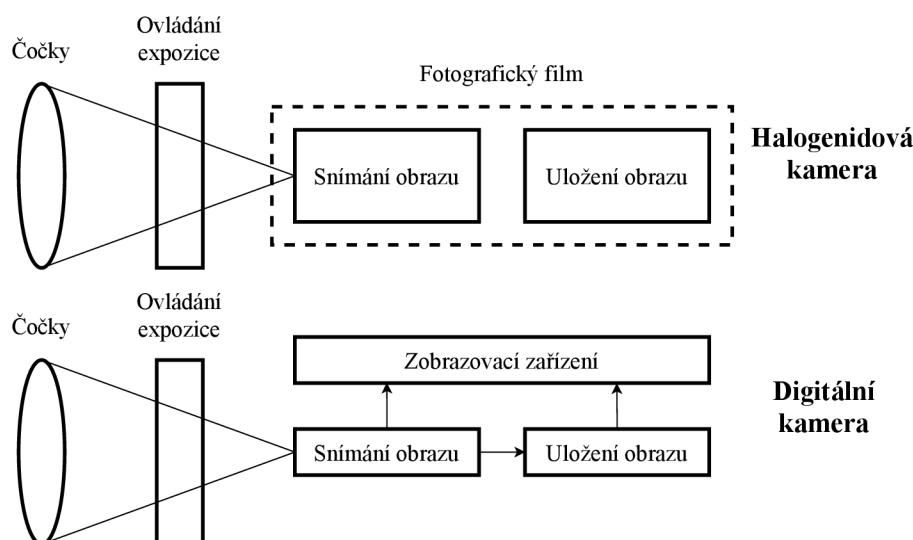 Čočky
Ovládání
expozice
Fotografický film
Snímání obrazu
Uložení obrazu
Halogenidová
kamera
Čočky
Ovládání
expozice
Zobrazovací zařízení
Snímání obrazu
Uložení obrazu
Digitální
kamera